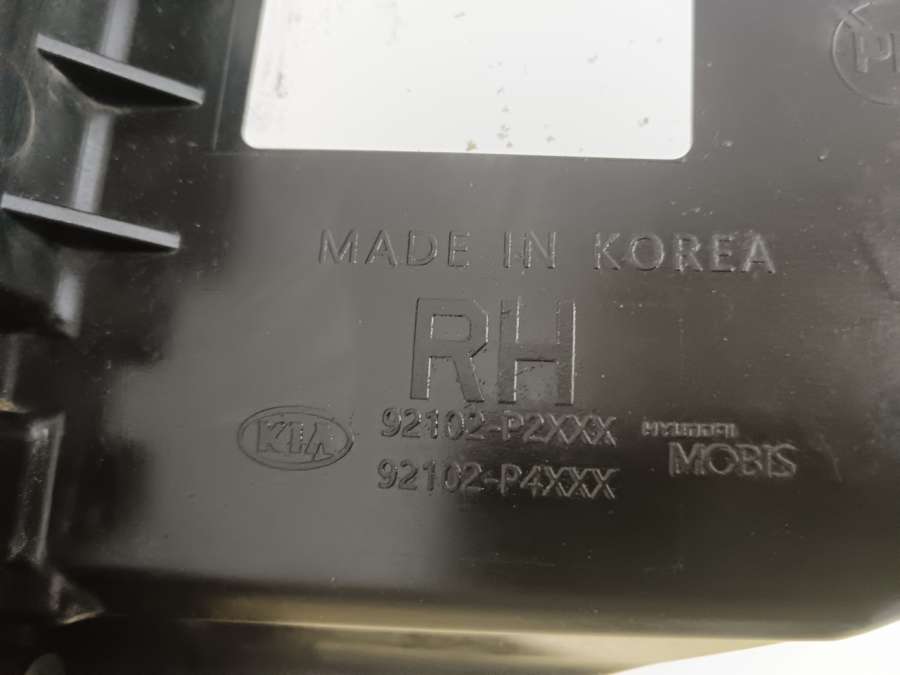 MADE IN KOREA
RH
KIA
92102-P2XXX
92102-P4XXX
HYUNDAI
MOBIS